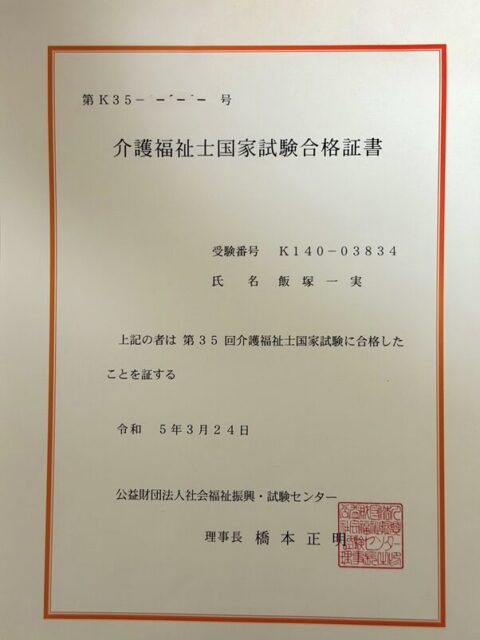 第K35- 号
介護福祉士国家試験合格証書
受験番号 K140-03834
氏 名 飯塚一実
上記の者は 第35 回介護福祉士国家試験に合格した
ことを証する
令和 5年3月24日
公益財団法人社会福祉振興・試験センター
理事長 橋本正明